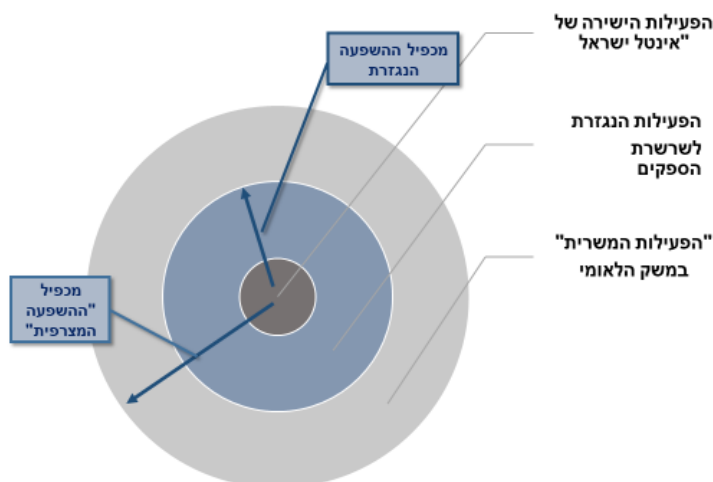 הפעילות הישירה של
"אינטל ישראל
מכפיל ההשפעה
הנגזרת
הפעילות הנגזרת
לשרשרת
הספקים
"הפעילות המשרית"
במשק הלאומי
מכפיל
"ההשפעה
המצרפית"